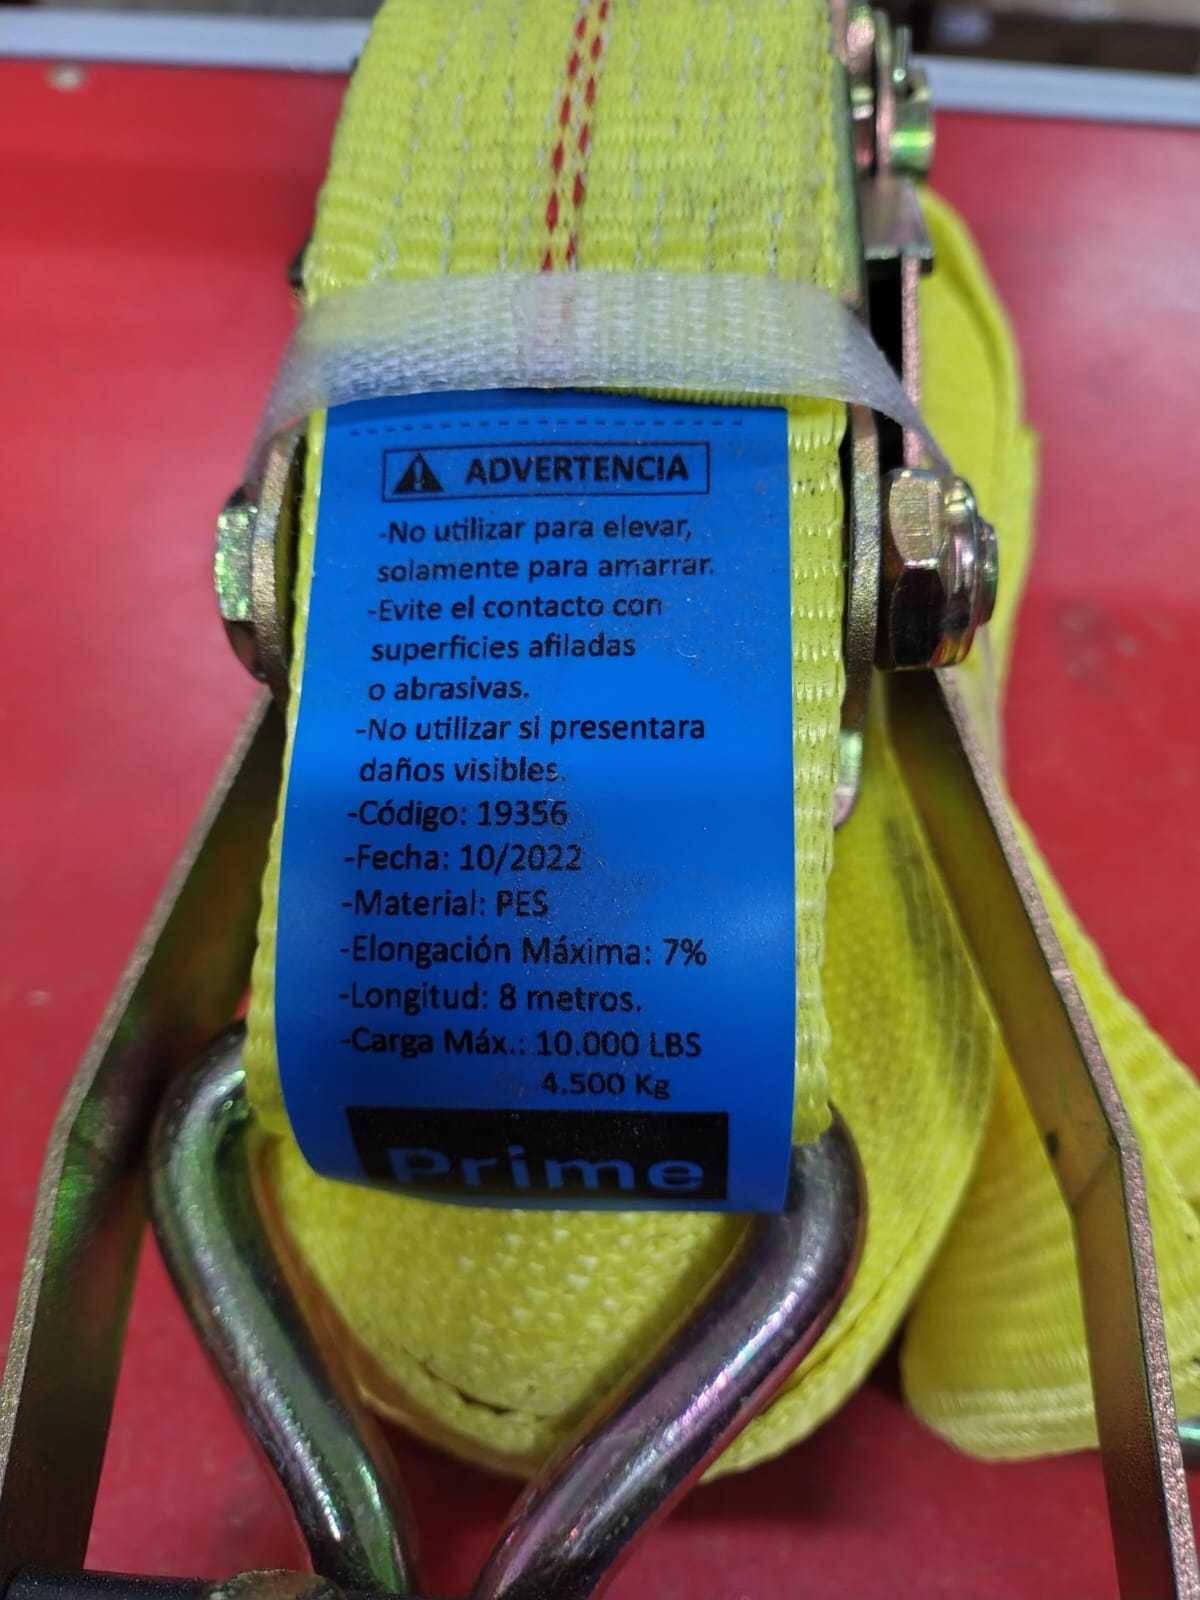 ADVERTENCIA
-No utilizar para elevar,
solamente para amarrar.
-Evite el contacto con
superficies afiladas
o abrasivas.
-No utilizar si presentara
daños visibles.
-Código: 19356
-Fecha: 10/2022
-Material: PES
-Elongación Máxima: 7%
-Longitud: 8 metros.
-Carga Máx.: 10.000 LBS
4.500 Kg
Prime